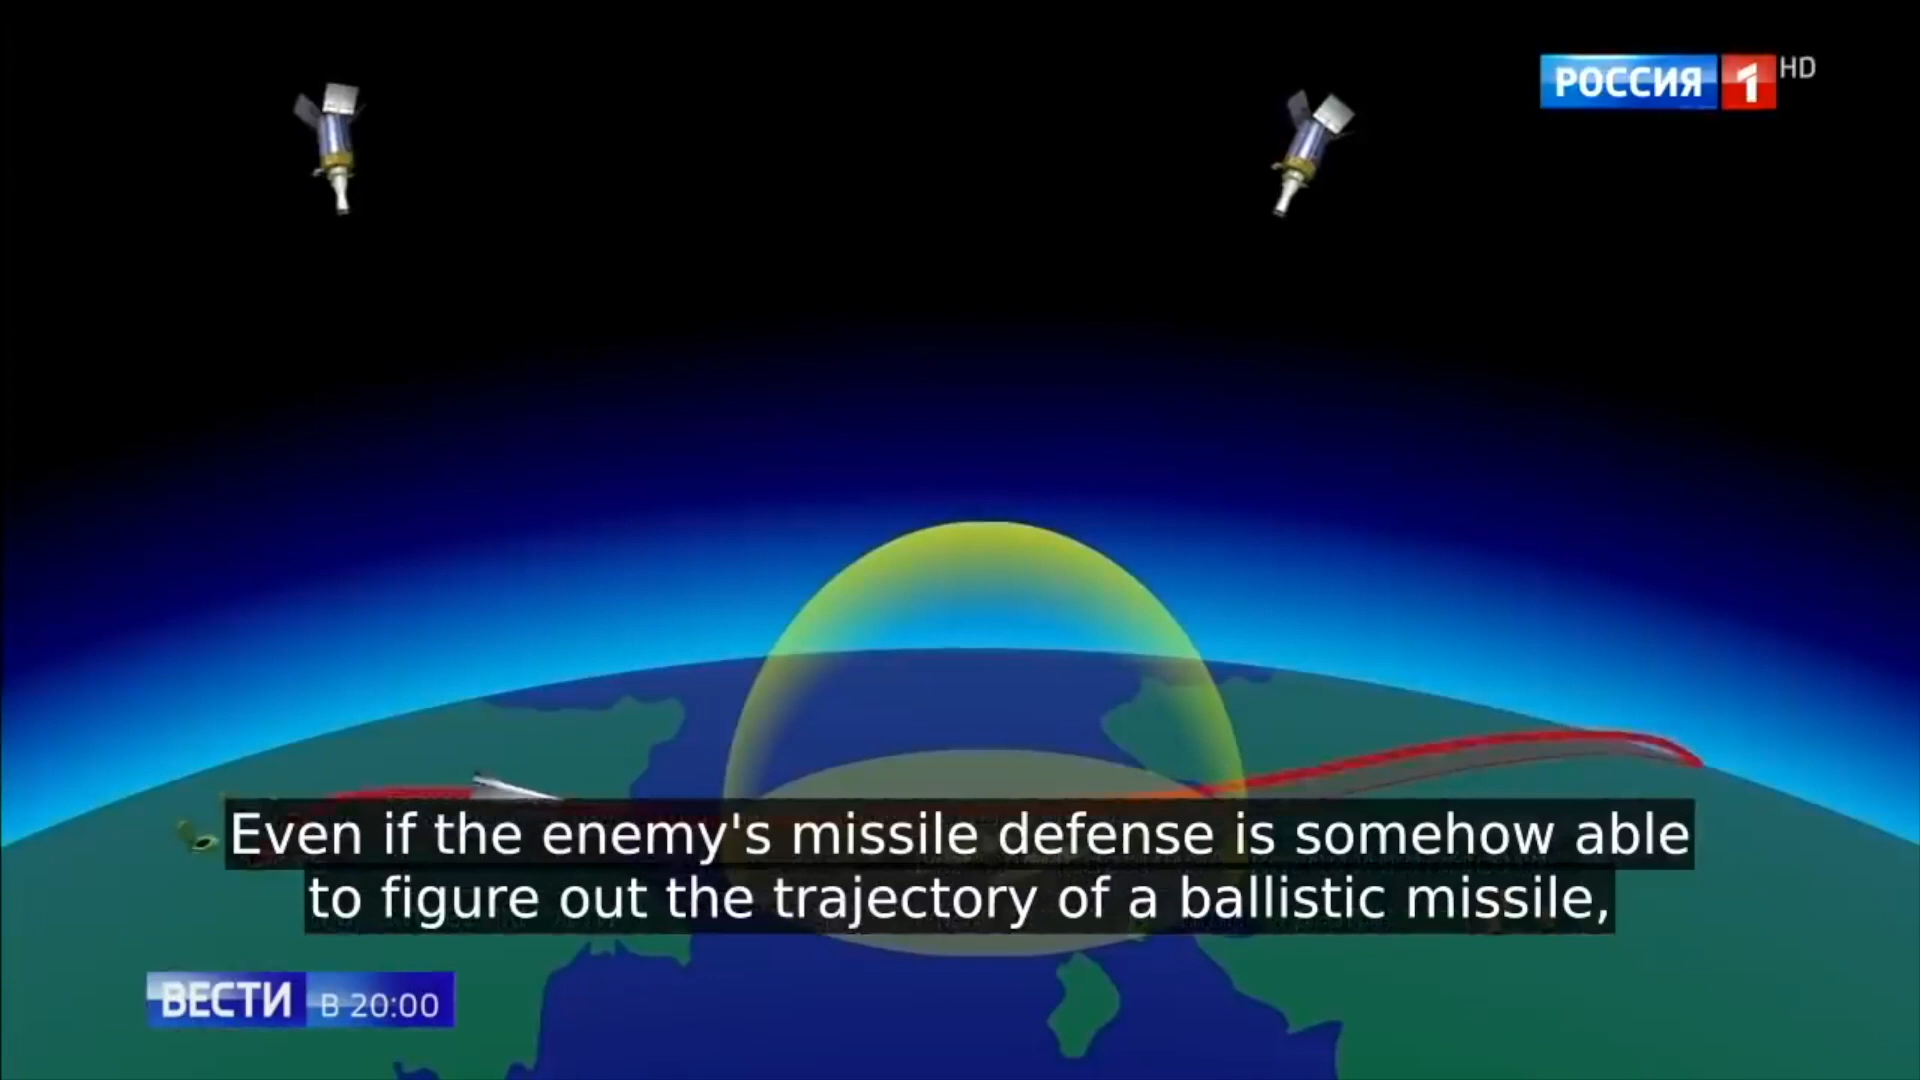 РОССИЯ 1 HD
Even if the enemy's missile defense is somehow able
to figure out the trajectory of a ballistic missile,
ВЕСТИ В 20:00